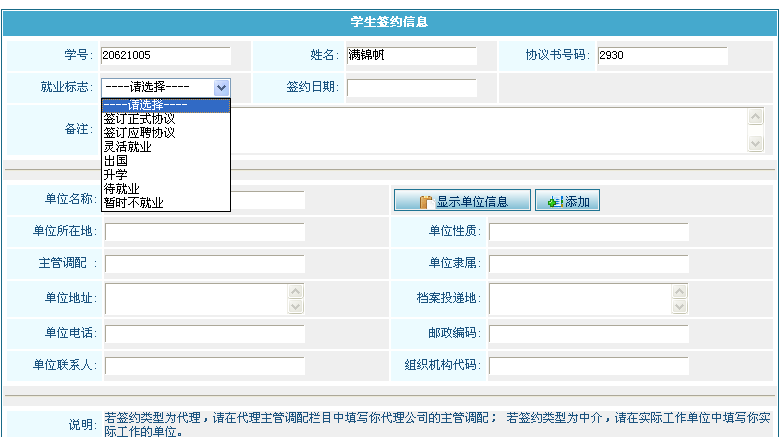 学生签约信息
学号: 20621005 姓名: 满锦帆 协议书号码: 2930
就业标志: ----请选择---- 签约日期:
----请选择----
签订正式协议
签订应聘协议
灵活就业
出国
升学
待就业
暂时不就业
备注:
单位名称 显示单位信息 添加
单位所在地: 单位性质:
主管调配 : 单位隶属:
单位地址: 档案投递地:
单位电话: 邮政编码:
单位联系人: 组织机构代码:
说明: 若签约类型为代理，请在代理主管调配栏目中填写你代理公司的主管调配； 若签约类型为中介，请在实际工作单位中填写你实
际工作的单位。